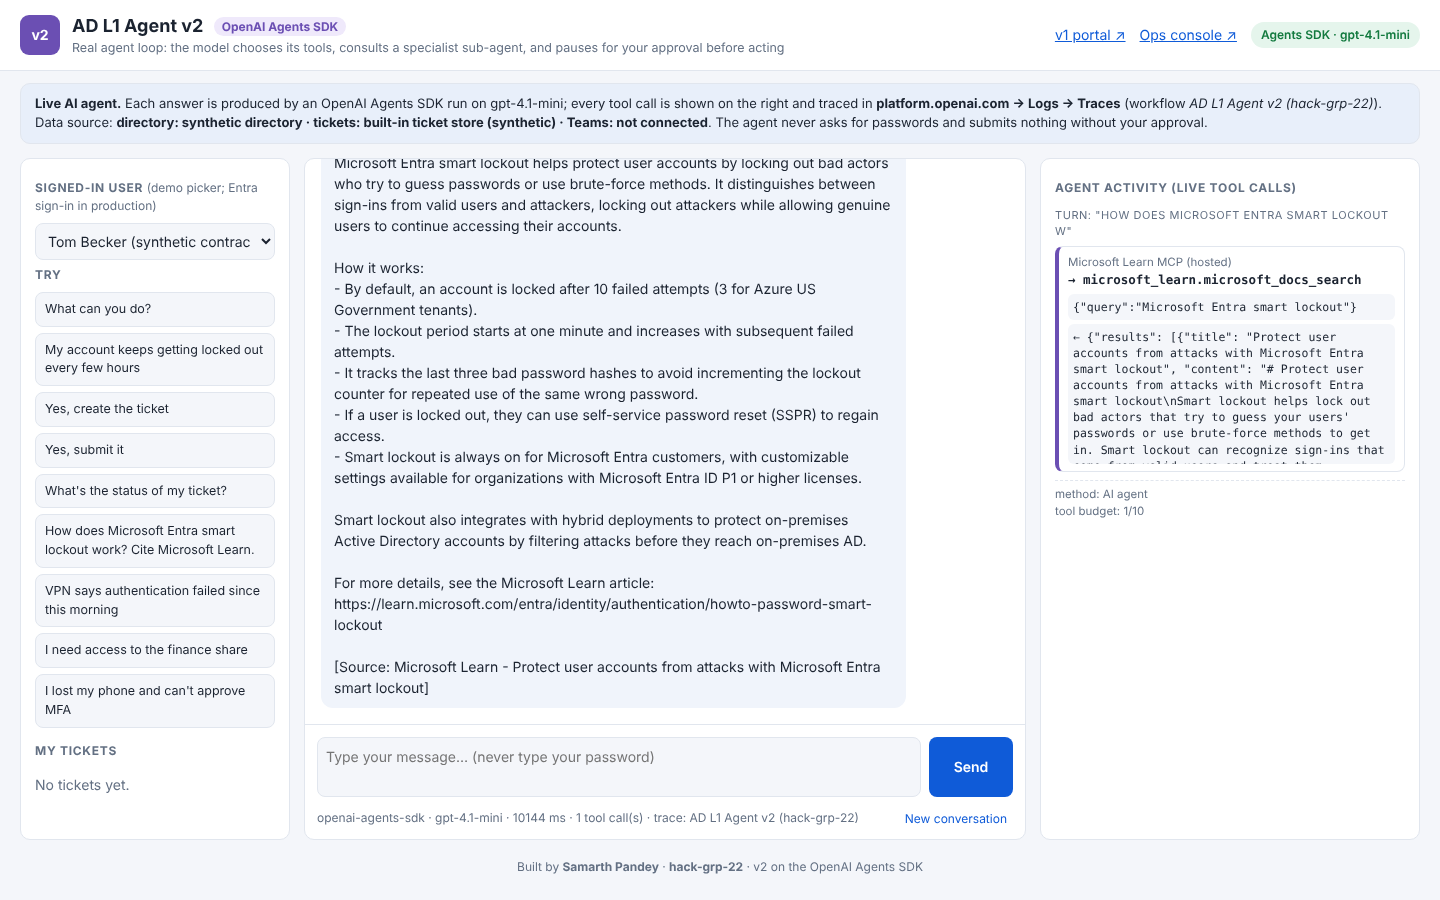 v2
AD L1 Agent v2 OpenAI Agents SDK
Real agent loop: the model chooses its tools, consults a specialist sub-agent, and pauses for your approval before acting
v1 portal ↗ Ops console ↗ Agents SDK · gpt-4.1-mini
Live AI agent. Each answer is produced by an OpenAI Agents SDK run on gpt-4.1-mini; every tool call is shown on the right and traced in platform.openai.com → Logs → Traces (workflow AD L1 Agent v2 (hack-grp-22)).
Data source: directory: synthetic directory · tickets: built-in ticket store (synthetic) · Teams: not connected. The agent never asks for passwords and submits nothing without your approval.
SIGNED-IN USER (demo picker; Entra
sign-in in production)
Tom Becker (synthetic contrac
TRY
What can you do?
My account keeps getting locked out
every few hours
Yes, create the ticket
Yes, submit it
What's the status of my ticket?
How does Microsoft Entra smart
lockout work? Cite Microsoft Learn.
VPN says authentication failed since
this morning
I need access to the finance share
I lost my phone and can't approve
MFA
MY TICKETS
No tickets yet.
Microsoft Entra smart lockout helps protect user accounts by locking out bad actors
who try to guess passwords or use brute-force methods. It distinguishes between
sign-ins from valid users and attackers, locking out attackers while allowing genuine
users to continue accessing their accounts.
How it works:
- By default, an account is locked after 10 failed attempts (3 for Azure US
Government tenants).
- The lockout period starts at one minute and increases with subsequent failed
attempts.
- It tracks the last three bad password hashes to avoid incrementing the lockout
counter for repeated use of the same wrong password.
- If a user is locked out, they can use self-service password reset (SSPR) to regain
access.
- Smart lockout is always on for Microsoft Entra customers, with customizable
settings available for organizations with Microsoft Entra ID P1 or higher licenses.
Smart lockout also integrates with hybrid deployments to protect on-premises
Active Directory accounts by filtering attacks before they reach on-premises AD.
For more details, see the Microsoft Learn article:
https://learn.microsoft.com/entra/identity/authentication/howto-password-smart-
lockout
[Source: Microsoft Learn - Protect user accounts from attacks with Microsoft Entra
smart lockout]
Type your message... (never type your password)
Send
openai-agents-sdk · gpt-4.1-mini · 10144 ms · 1 tool call(s) · trace: AD L1 Agent v2 (hack-grp-22)
New conversation
AGENT ACTIVITY (LIVE TOOL CALLS)
TURN: "HOW DOES MICROSOFT ENTRA SMART LOCKOUT
W"
Microsoft Learn MCP (hosted)
→ microsoft_learn.microsoft_docs_search
{"query":"Microsoft Entra smart lockout"}
← {"results": [{"title": "Protect user
accounts from attacks with Microsoft Entra
smart lockout", "content": "# Protect user
accounts from attacks with Microsoft Entra
smart lockout\nSmart lockout helps lock out
bad actors that try to guess your users'
passwords or use brute-force methods to get
in. Smart lockout can recognize sign-ins that
method: AI agent
tool budget: 1/10
Built by Samarth Pandey · hack-grp-22 · v2 on the OpenAI Agents SDK